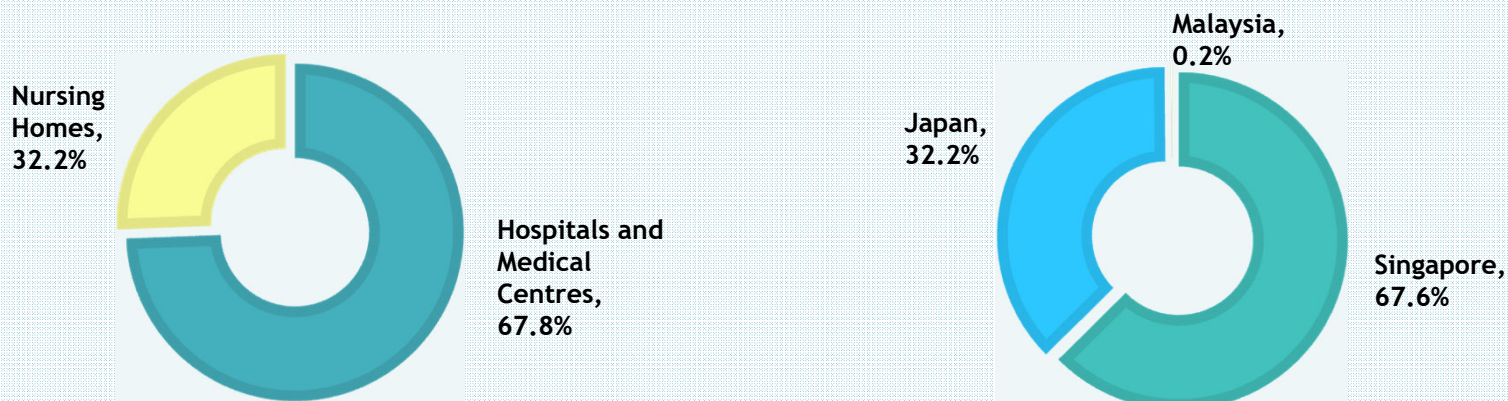 Nursing
Homes,
32.2%
Hospitals and
Medical
Centres,
67.8%
Malaysia,
0.2%
Japan,
32.2%
Singapore,
67.6%